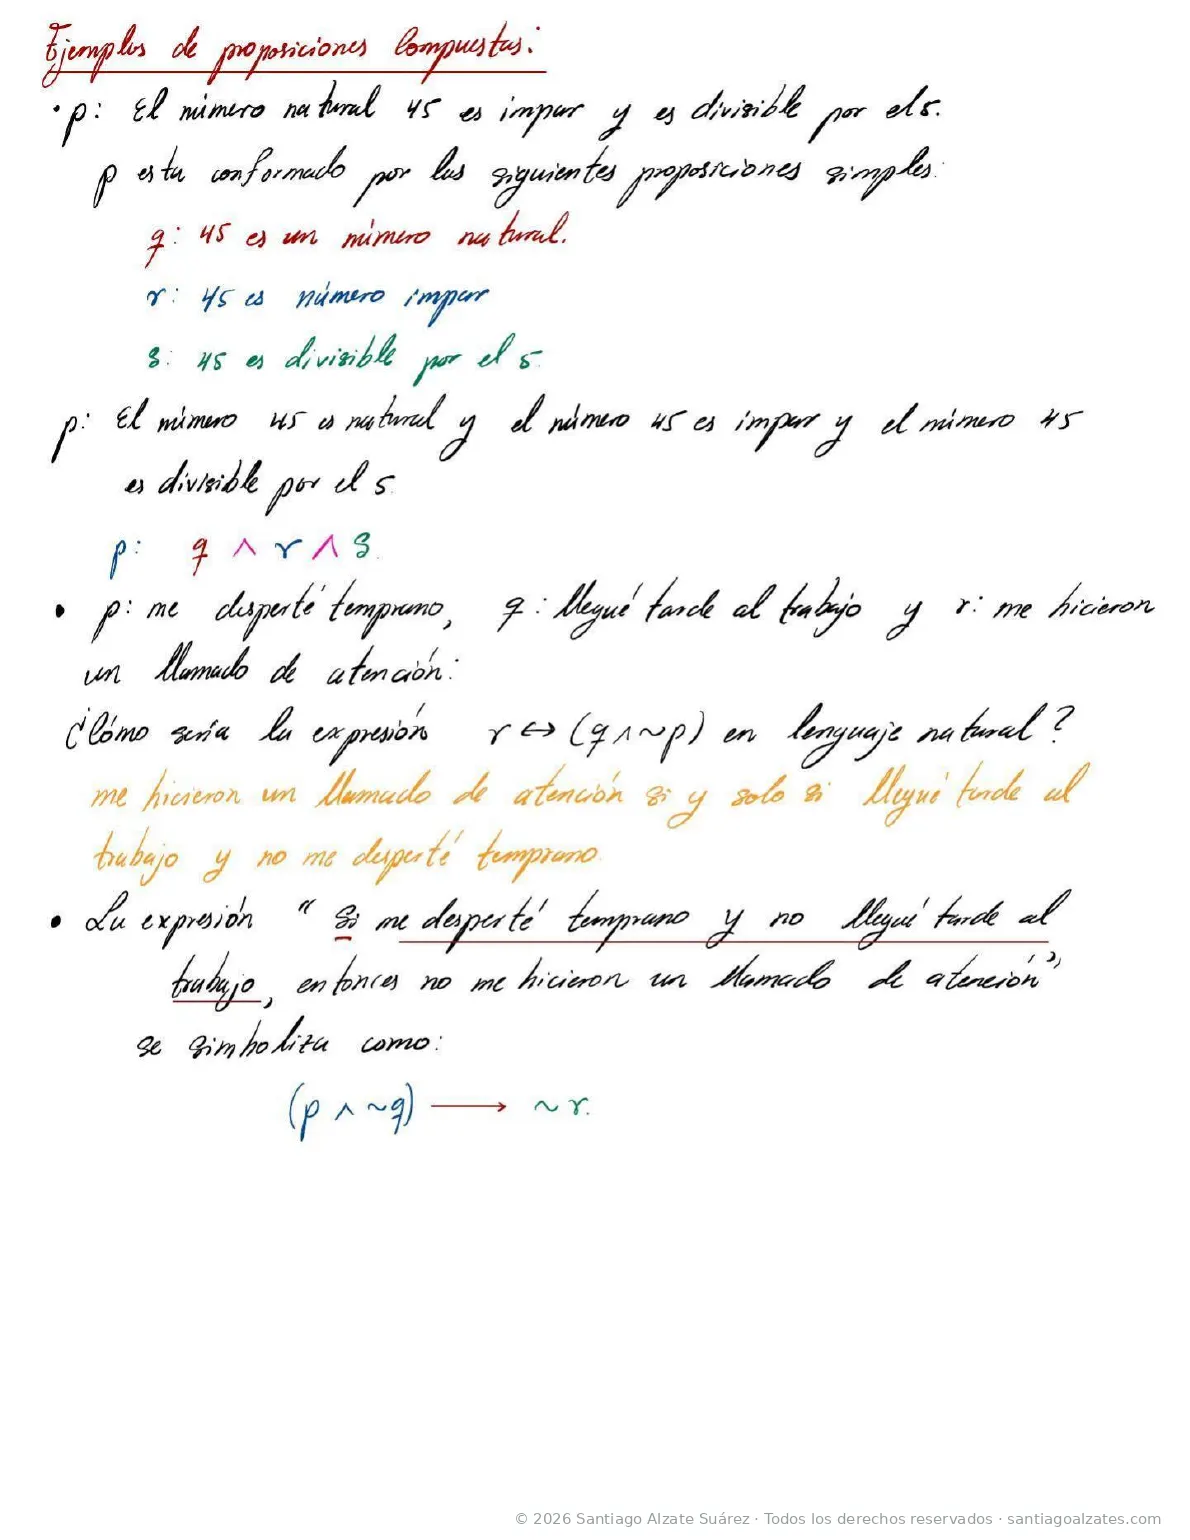 Ejemplos de proposiciones Compuestas:
• p: El número natural 45 es impar y es divisible por el 5.
p esta conformado por las siguientes proposiciones simples:
q: 45 es un número natural.
r: 45 es número impar
s: 45 es divisible por el 5.
p: El número 45 es natural y el número 45 es impar y el número 45
es divisible por el 5.
p: q ∧ r ∧ s.
• p: me desperté temprano, q: llegué tarde al trabajo y r: me hicieron
un llamado de atención:
¿Cómo sería la expresión r ↔ (q ∧ ~p) en lenguaje natural?
me hicieron un llamado de atención si y solo si llegué tarde al
trabajo y no me desperté temprano.
• La expresión “ Si me desperté temprano y no llegué tarde al
trabajo, entonces no me hicieron un llamado de atención”,
se simboliza como:
(p ∧ ~q) ⟶ ~r.
© 2026 Santiago Alzate Suárez · Todos los derechos reservados · santiagoalzates.com